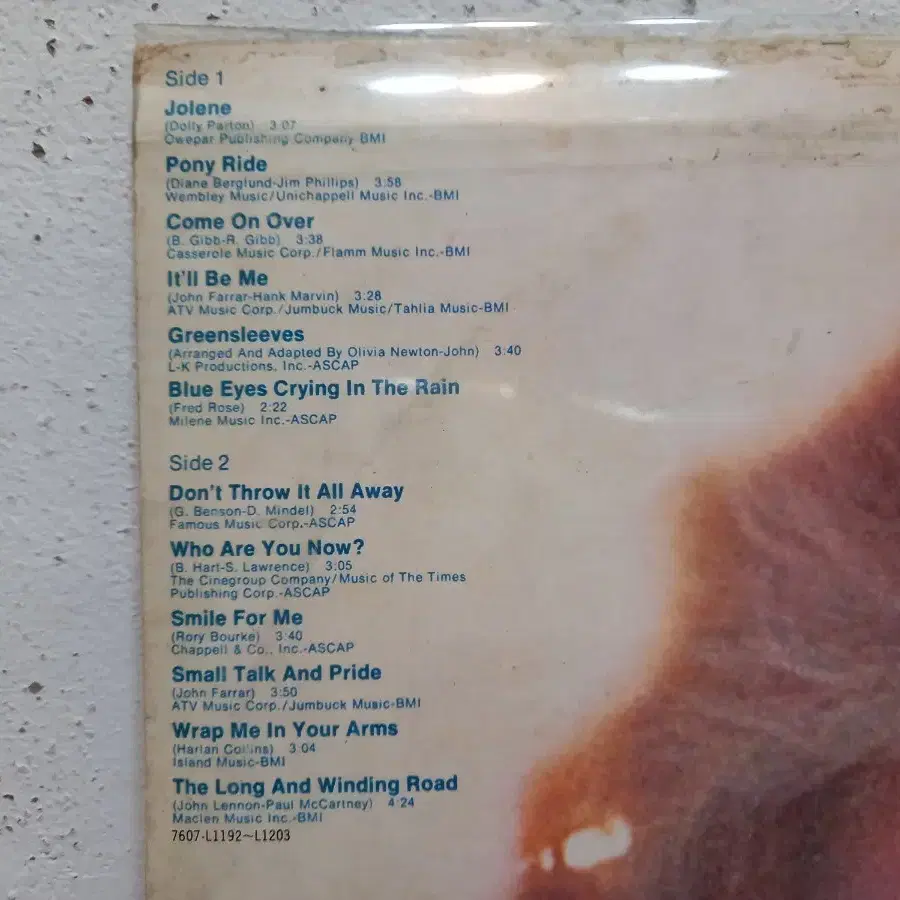 Side 1
Jolene
(Dolly Parton) 3:07
Owepar Publishing Company BMI
Pony Ride
(Diane Berglund-Jim Phillips) 3:58
Wembley Music/Unichappell Music Inc.-BMI
Come On Over
(B. Gibb-R. Gibb) 3:38
Casserole Music Corp./Flamm Music Inc.-BMI
It'll Be Me
(John Farrar-Hank Marvin) 3:28
ATV Music Corp./Jumbuck Music/Tahlia Music-BMI
Greensleeves
(Arranged And Adapted By Olivia Newton-John) 3:40
L-K Productions, Inc.-ASCAP
Blue Eyes Crying In The Rain
(Fred Rose) 2:22
Milene Music Inc.-ASCAP
Side 2
Don't Throw It All Away
(G. Benson-D. Mindel) 2:54
Famous Music Corp.-ASCAP
Who Are You Now?
(B. Hart-S. Lawrence) 3:05
The Cinegroup Company/Music of The Times
Publishing Corp.-ASCAP
Smile For Me
(Rory Bourke) 3:40
Chappell & Co., Inc.-ASCAP
Small Talk And Pride
(John Farrar) 3:50
ATV Music Corp./Jumbuck Music-BMI
Wrap Me In Your Arms
(Harlan Collins) 3:04
Island Music-BMI
The Long And Winding Road
(John Lennon-Paul McCartney) 4:24
Maclen Music Inc.-BMI
7607-L1192~L1203